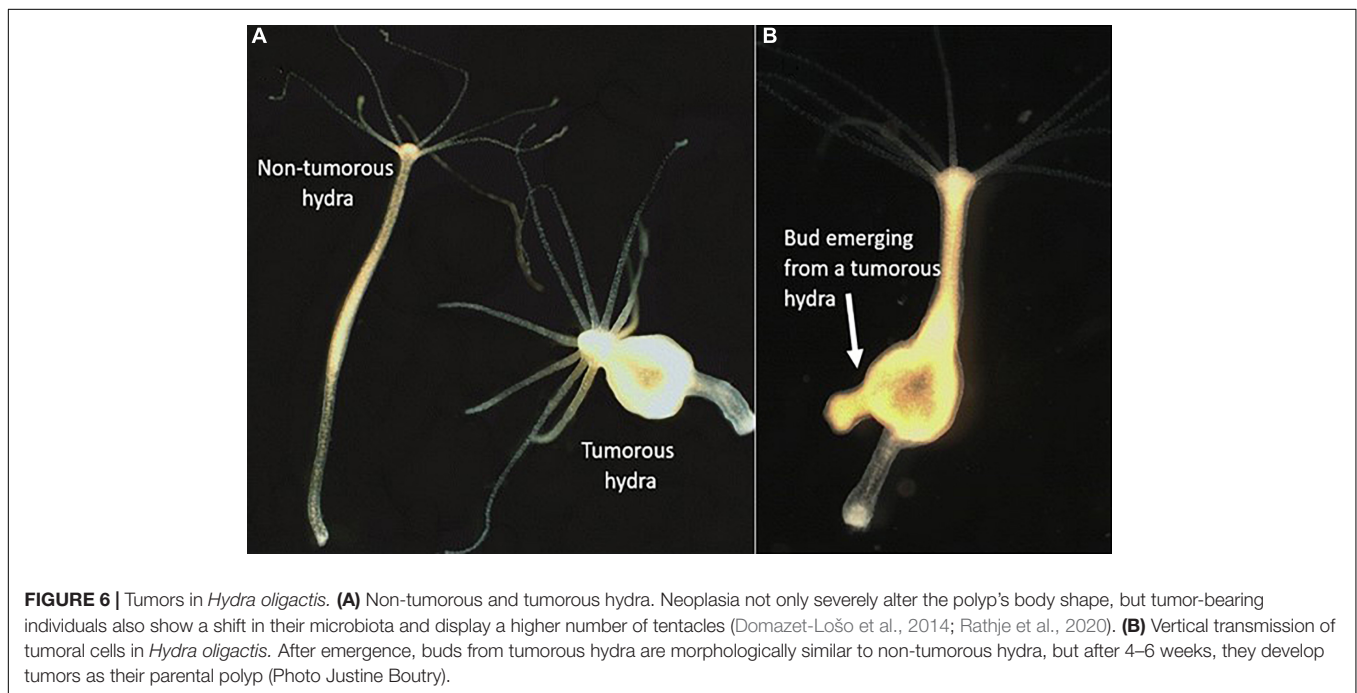 A
B
Non-tumorous
hydra
Bud emerging
from a tumorous
hydra
Tumorous
hydra
FIGURE 6 | Tumors in Hydra oligactis. (A) Non-tumorous and tumorous hydra. Neoplasia not only severely alter the polyp's body shape, but tumor-bearing
individuals also show a shift in their microbiota and display a higher number of tentacles (Domazet-Lošo et al., 2014; Rathje et al., 2020). (B) Vertical transmission of
tumoral cells in Hydra oligactis. After emergence, buds from tumorous hydra are morphologically similar to non-tumorous hydra, but after 4–6 weeks, they develop
tumors as their parental polyp (Photo Justine Boutry).